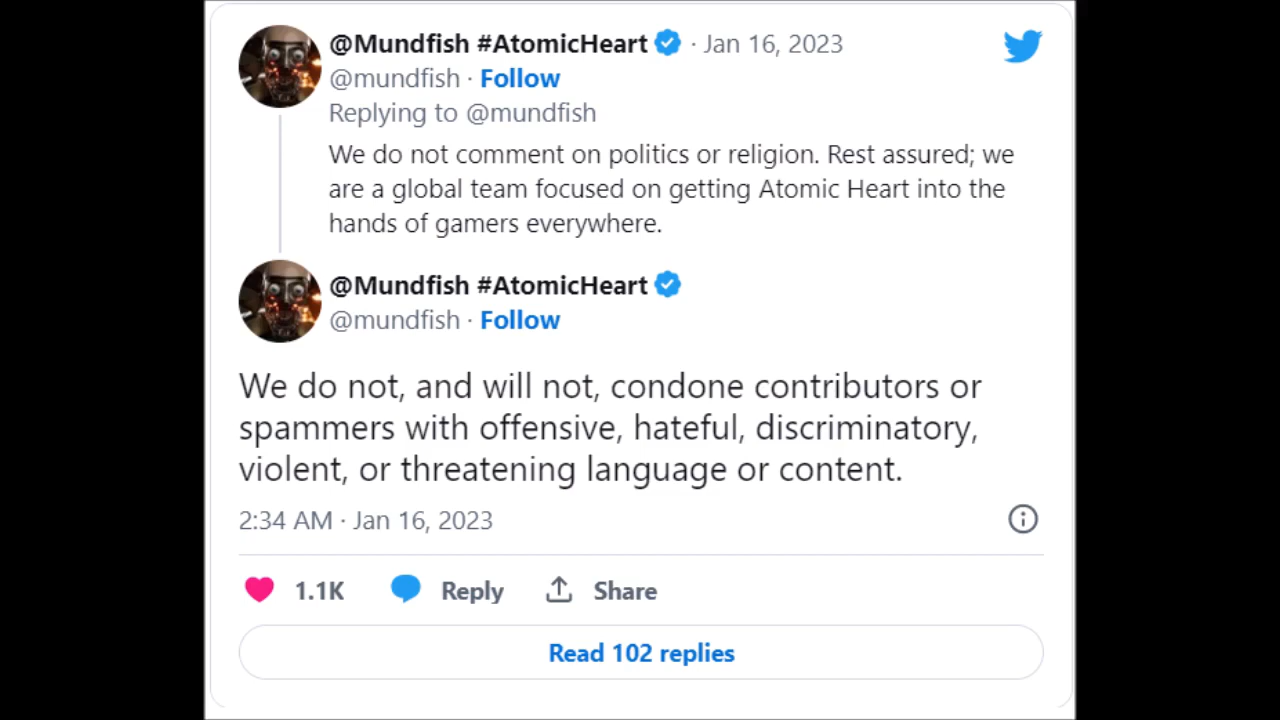 @Mundfish #AtomicHeart · Jan 16, 2023
@mundfish · Follow
Replying to @mundfish
We do not comment on politics or religion. Rest assured; we
are a global team focused on getting Atomic Heart into the
hands of gamers everywhere.
@Mundfish #AtomicHeart
@mundfish · Follow
We do not, and will not, condone contributors or
spammers with offensive, hateful, discriminatory,
violent, or threatening language or content.
2:34 AM · Jan 16, 2023
1.1K Reply Share
Read 102 replies